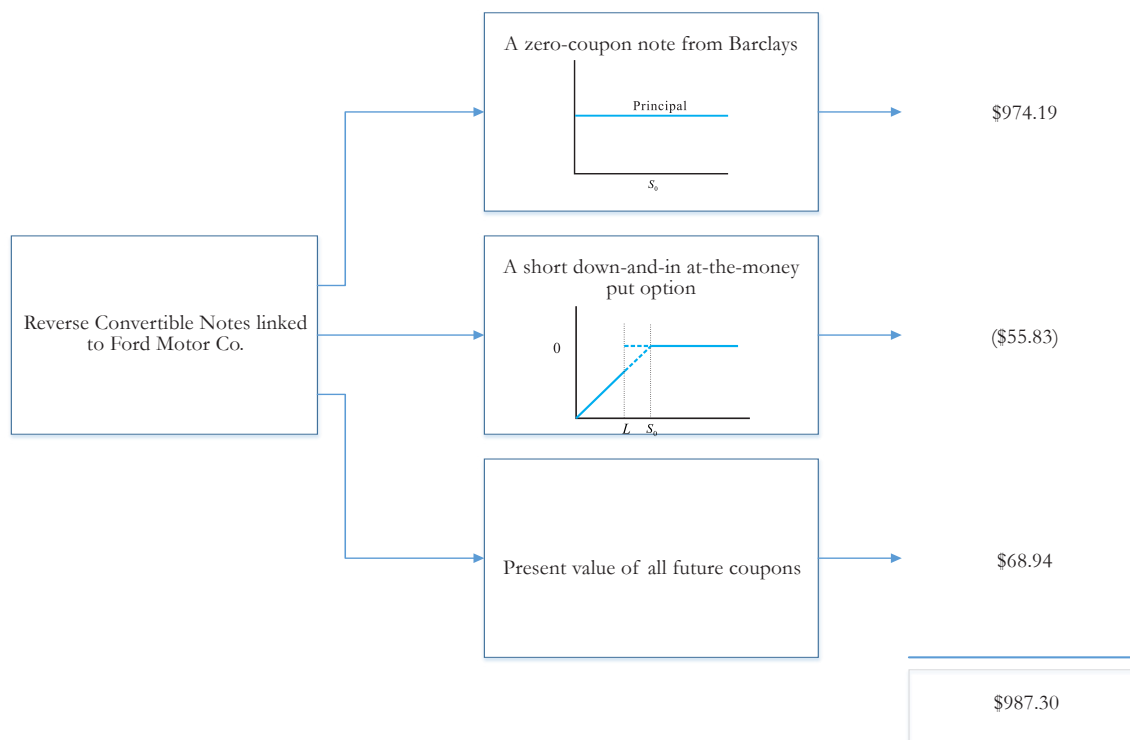 A zero-coupon note from Barclays
Principal
S₀
$974.19
Reverse Convertible Notes linked
to Ford Motor Co.
A short down-and-in at-the-money
put option
0
L S₀
($55.83)
Present value of all future coupons
$68.94
$987.30